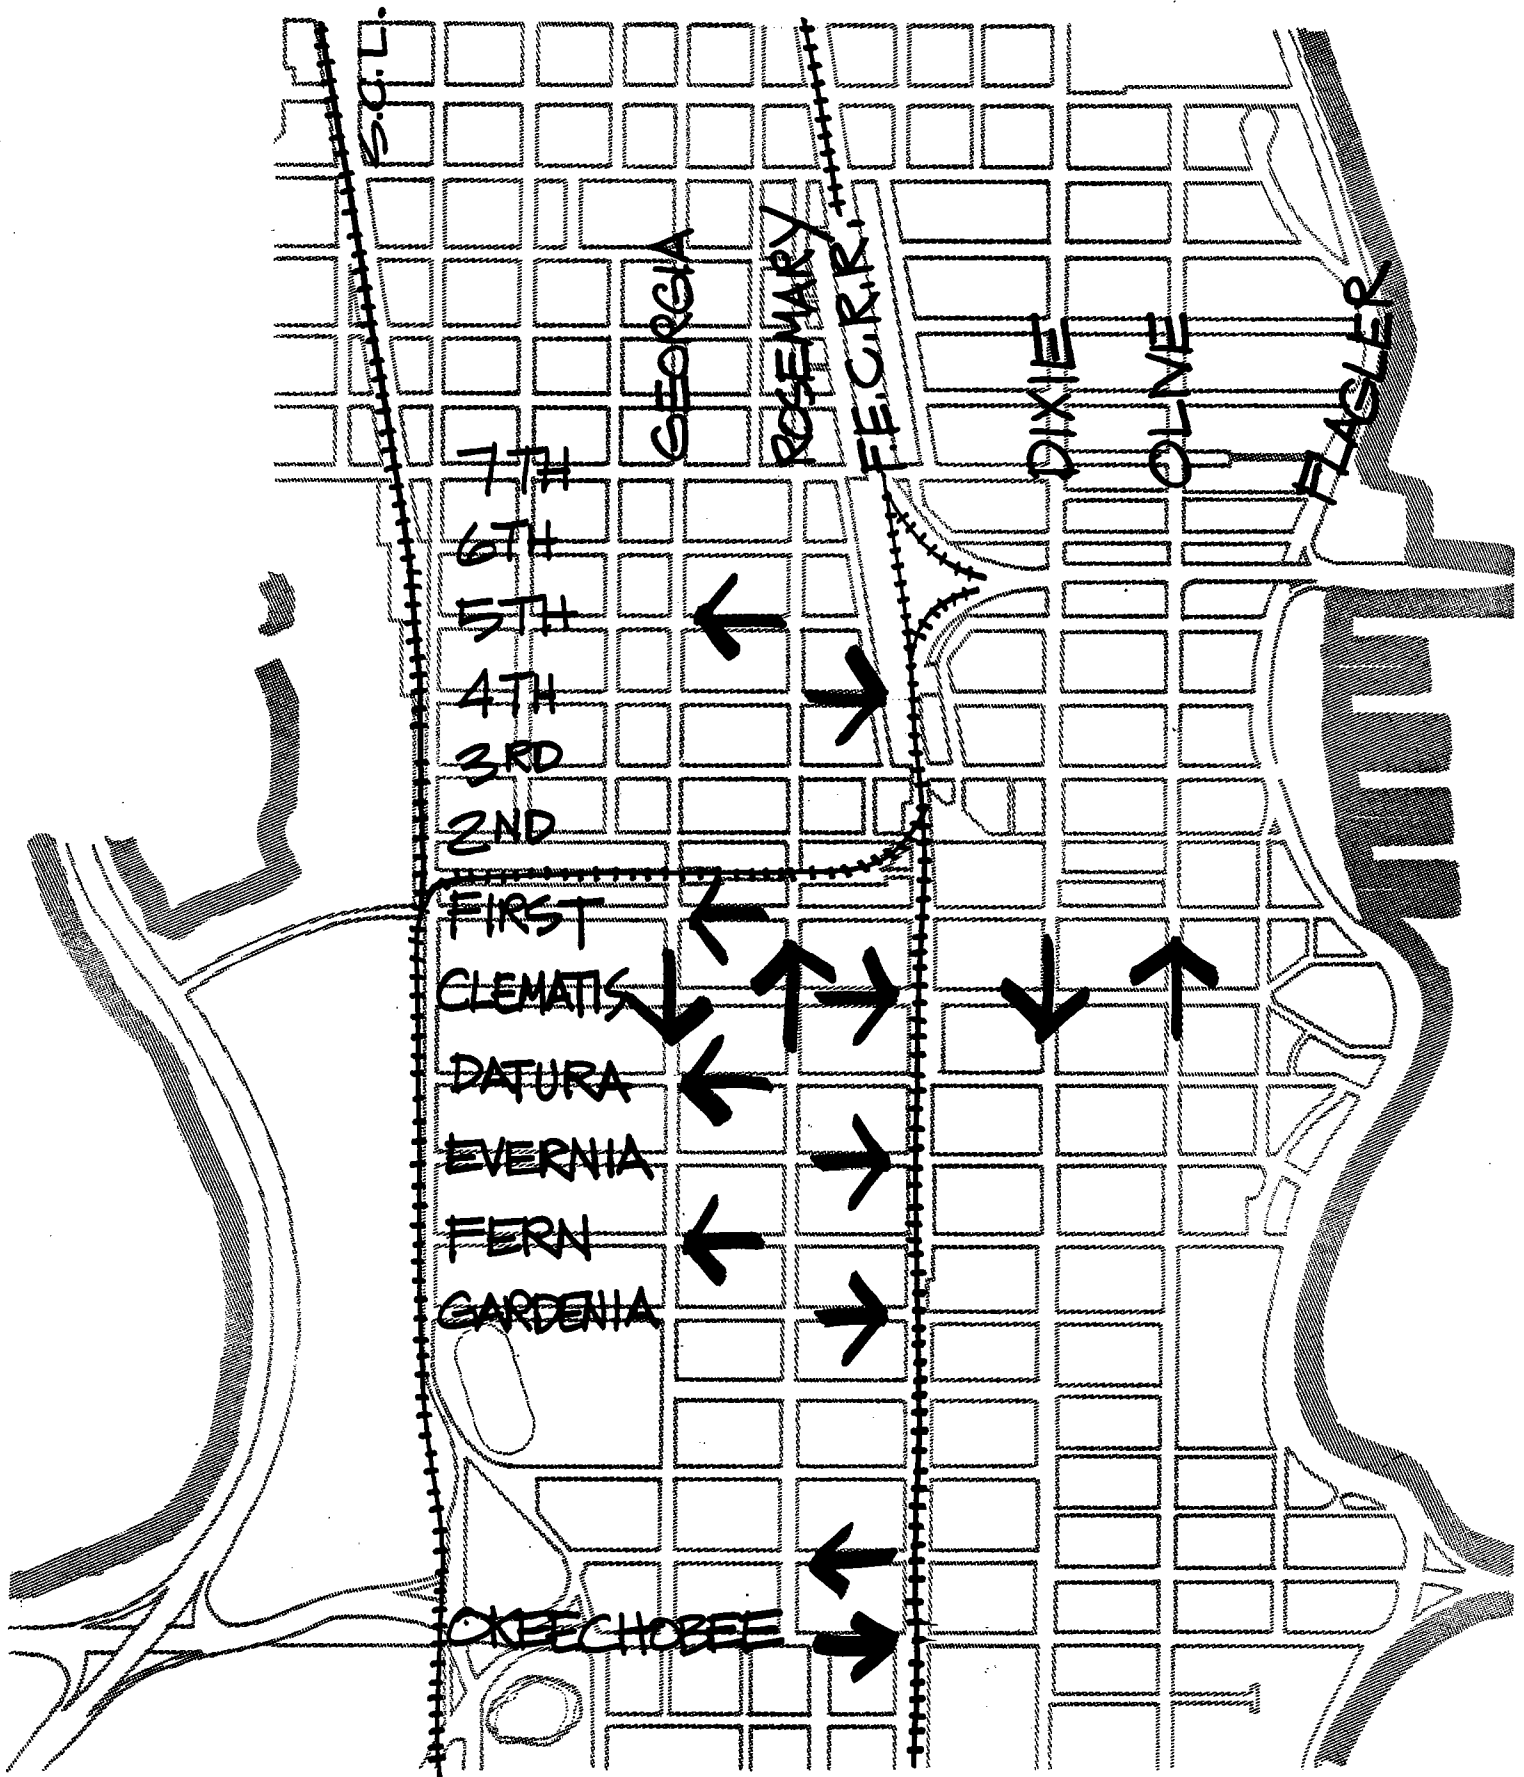 S.C.L.
GEORGIA
ROSEMARY
F.E.C.R.R.
DIXIE
OLIVE
FLAGLER
7TH
6TH
5TH
4TH
3RD
2ND
FIRST
CLEMATIS
DATURA
EVERNIA
FERN
GARDENIA
OKEECHOBEE